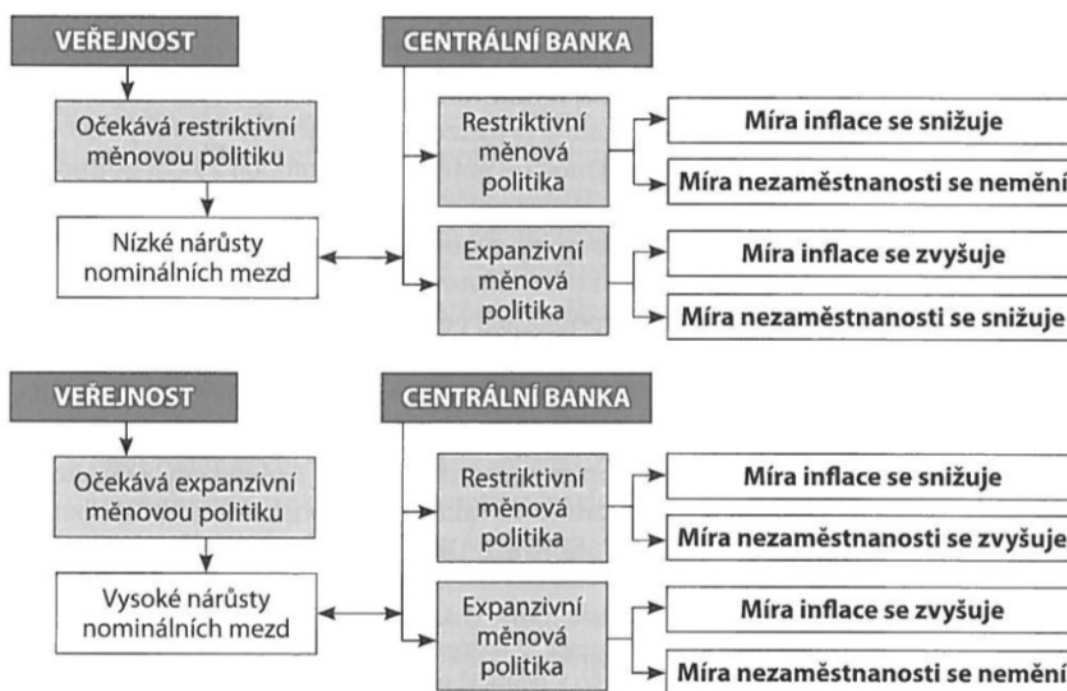 VEŘEJNOST
Očekává restriktivní
měnovou politiku
Nízké nárůsty
nominálních mezd
CENTRÁLNÍ BANKA
Restriktivní
měnová
politika
Míra inflace se snižuje
Míra nezaměstnanosti se nemění
Expanzivní
měnová
politika
Míra inflace se zvyšuje
Míra nezaměstnanosti se snižuje
VEŘEJNOST
Očekává expanzívní
měnovou politiku
Vysoké nárůsty
nominálních mezd
CENTRÁLNÍ BANKA
Restriktivní
měnová
politika
Míra inflace se snižuje
Míra nezaměstnanosti se zvyšuje
Expanzivní
měnová
politika
Míra inflace se zvyšuje
Míra nezaměstnanosti se nemění